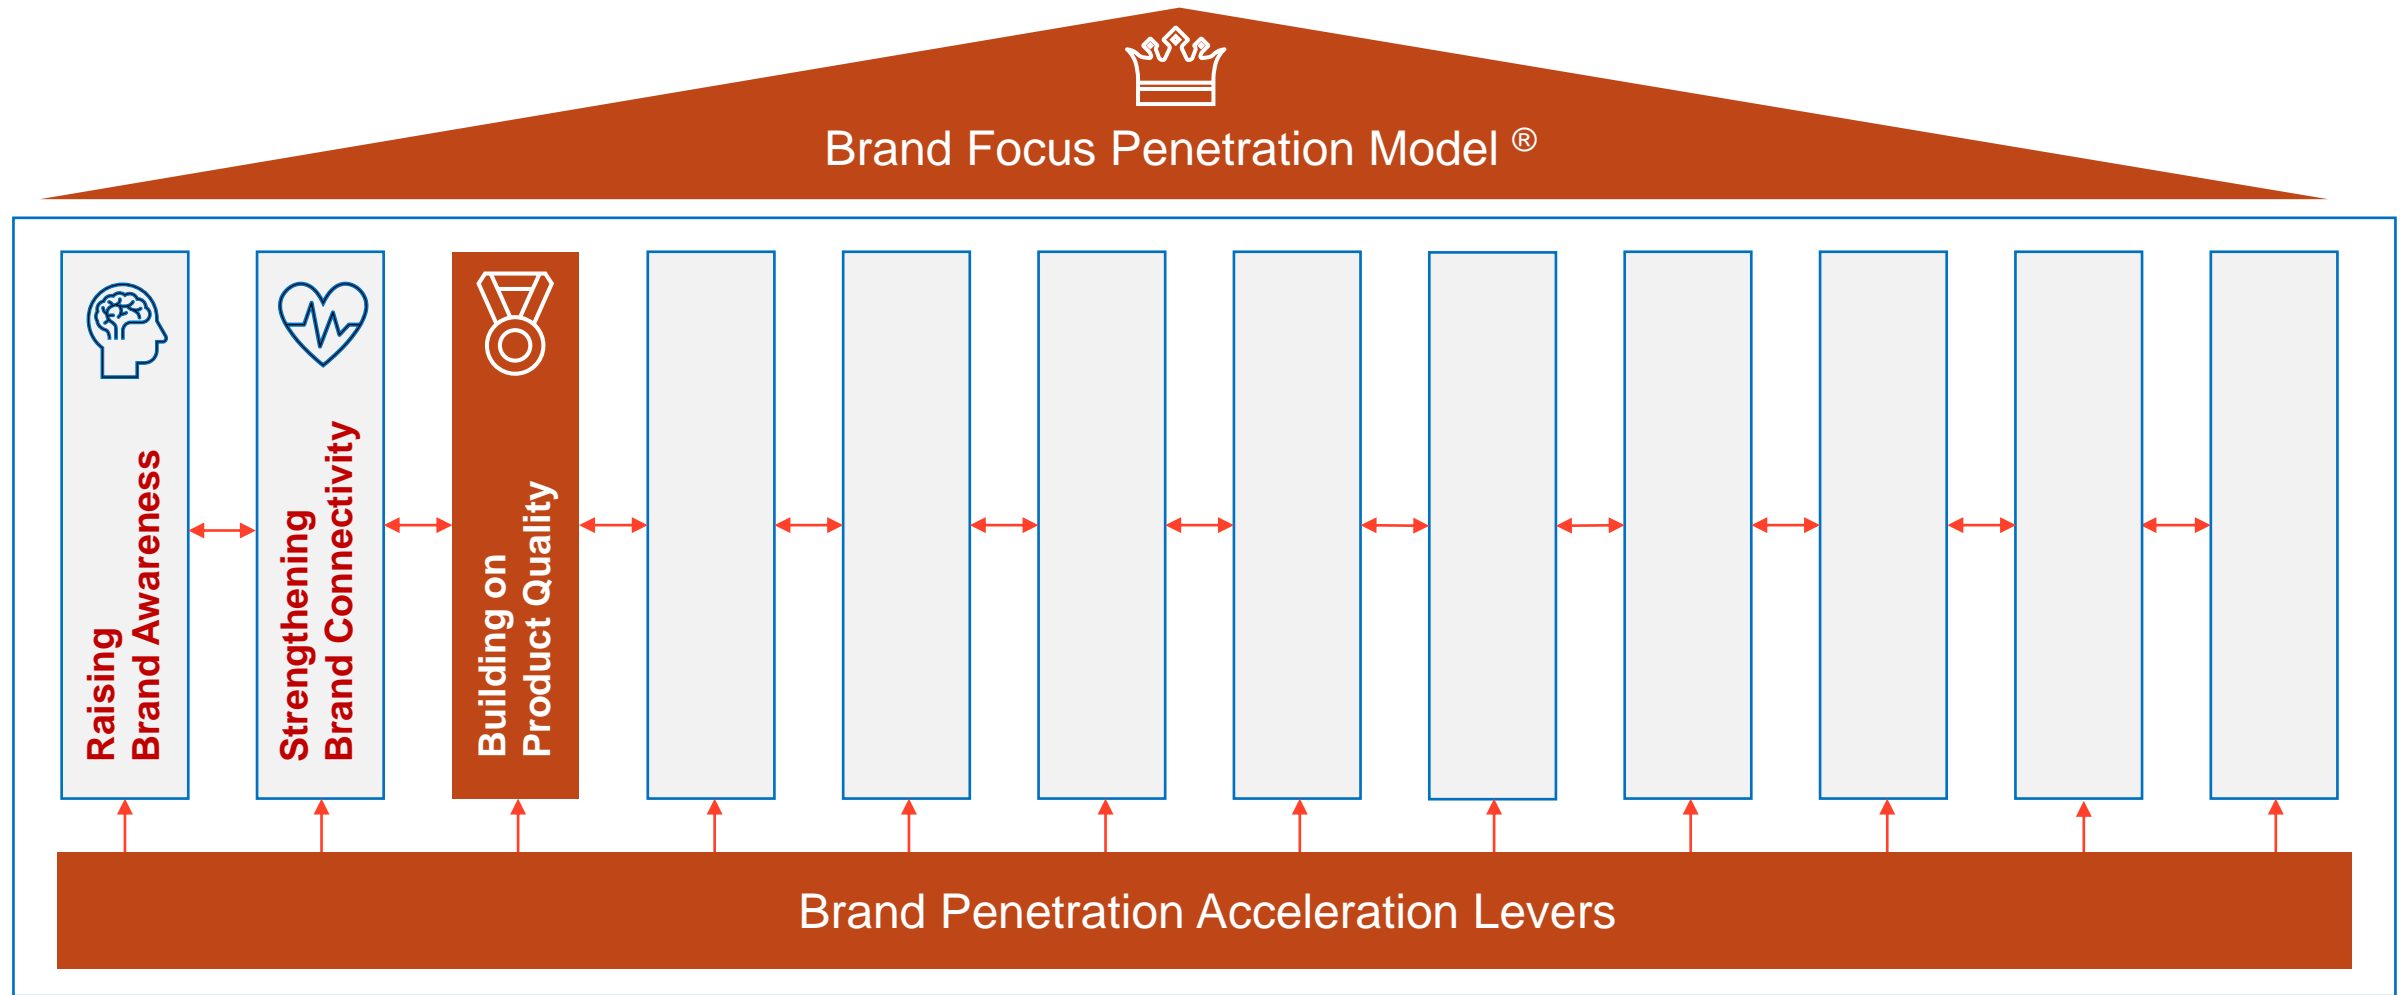 Brand Focus Penetration Model ®
Raising
Brand Awareness
Strengthening
Brand Connectivity
Building on
Product Quality
Brand Penetration Acceleration Levers